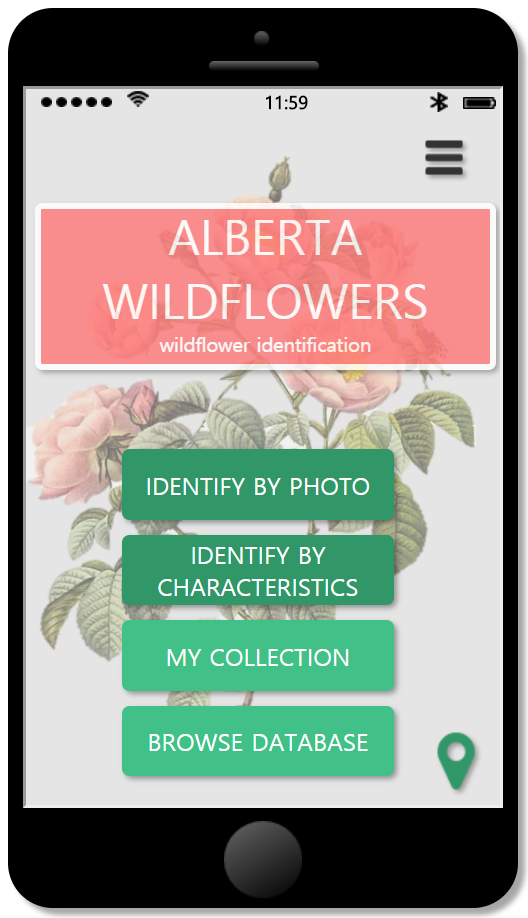 11:59
ALBERTA
WILDFLOWERS
wildflower identification
IDENTIFY BY PHOTO
IDENTIFY BY
CHARACTERISTICS
MY COLLECTION
BROWSE DATABASE